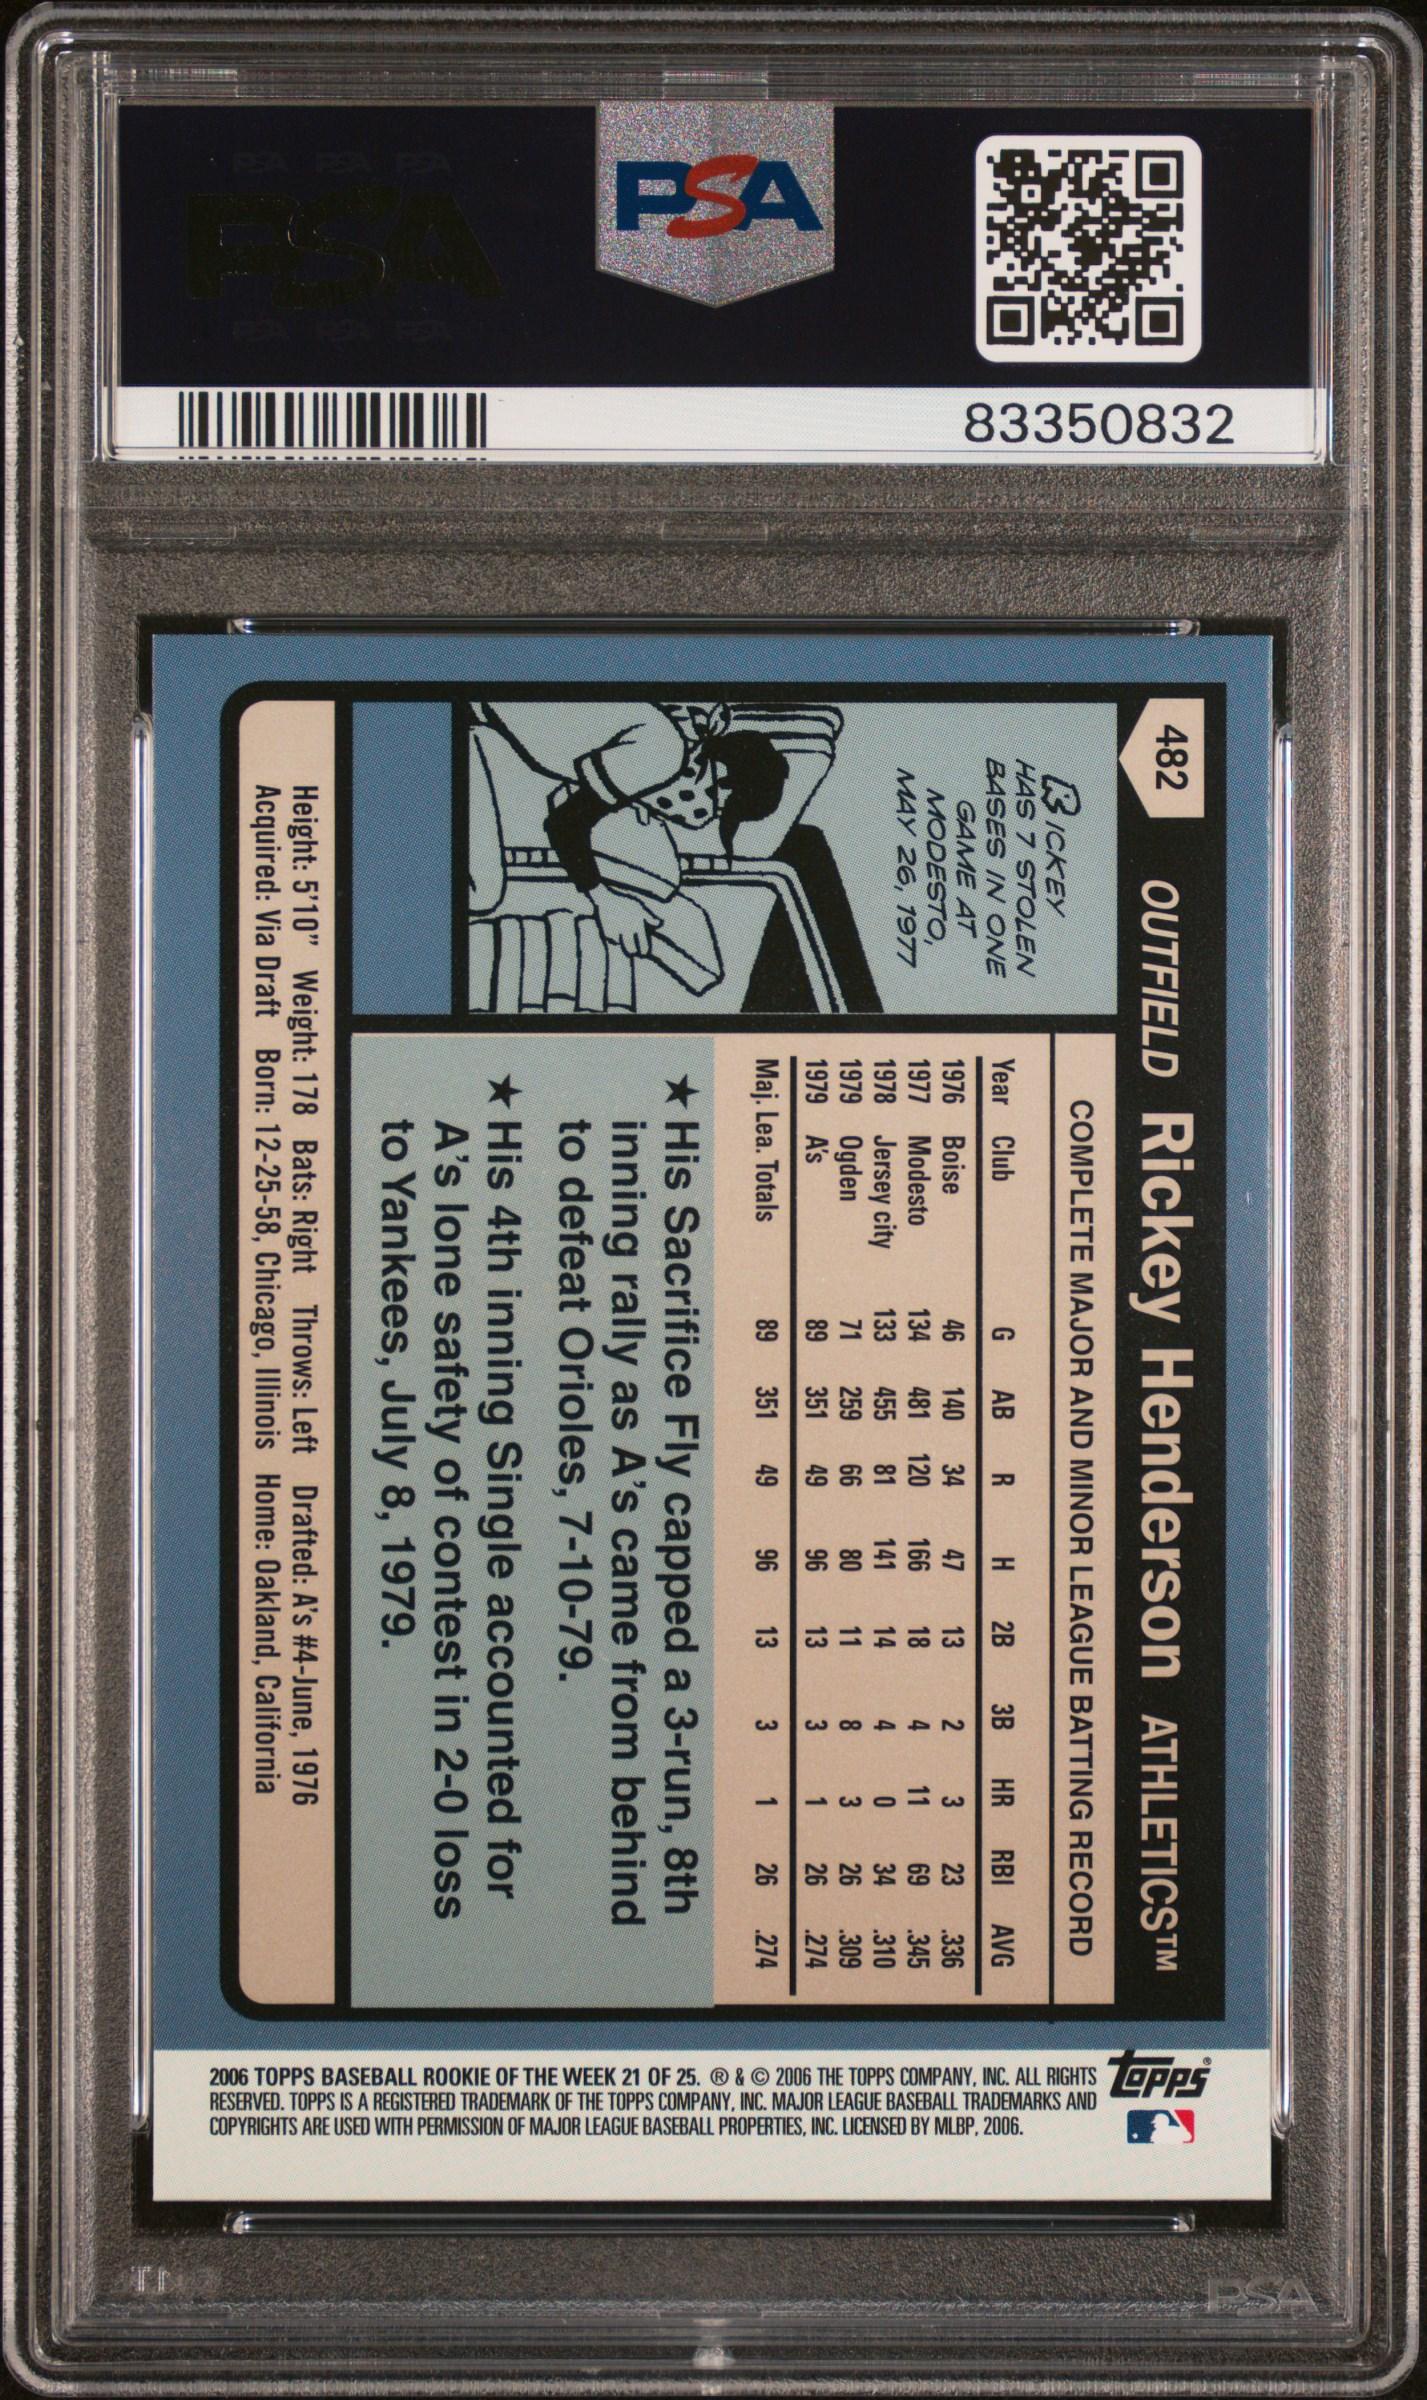 PSA PSA PSA
PSA
PSA PSA PSA
PSA
83350832
482
OUTFIELD Rickey Henderson ATHLETICS™
RICKEY
HAS 7 STOLEN
BASES IN ONE
GAME AT
MODESTO,
MAY 26, 1977
COMPLETE MAJOR AND MINOR LEAGUE BATTING RECORD
Year Club G AB R H 2B 3B HR RBI AVG
1976 Boise 46 140 34 47 13 2 3 23 .336
1977 Modesto 134 481 120 166 18 4 11 69 .345
1978 Jersey city 133 455 81 141 14 4 0 34 .310
1979 Ogden 71 259 66 80 11 8 3 26 .309
1979 A's 89 351 49 96 13 3 1 26 .274
Maj. Lea. Totals 89 351 49 96 13 3 1 26 .274
★ His Sacrifice Fly capped a 3-run, 8th
inning rally as A's came from behind
to defeat Orioles, 7-10-79.
★ His 4th inning Single accounted for
A's lone safety of contest in 2-0 loss
to Yankees, July 8, 1979.
Height: 5'10” Weight: 178 Bats: Right Throws: Left Drafted: A's #4-June, 1976
Acquired: Via Draft Born: 12-25-58, Chicago, Illinois Home: Oakland, California
topps®
2006 TOPPS BASEBALL ROOKIE OF THE WEEK 21 OF 25. ® & © 2006 THE TOPPS COMPANY, INC. ALL RIGHTS
RESERVED. TOPPS IS A REGISTERED TRADEMARK OF THE TOPPS COMPANY, INC. MAJOR LEAGUE BASEBALL TRADEMARKS AND
COPYRIGHTS ARE USED WITH PERMISSION OF MAJOR LEAGUE BASEBALL PROPERTIES, INC. LICENSED BY MLBP, 2006.
PSA